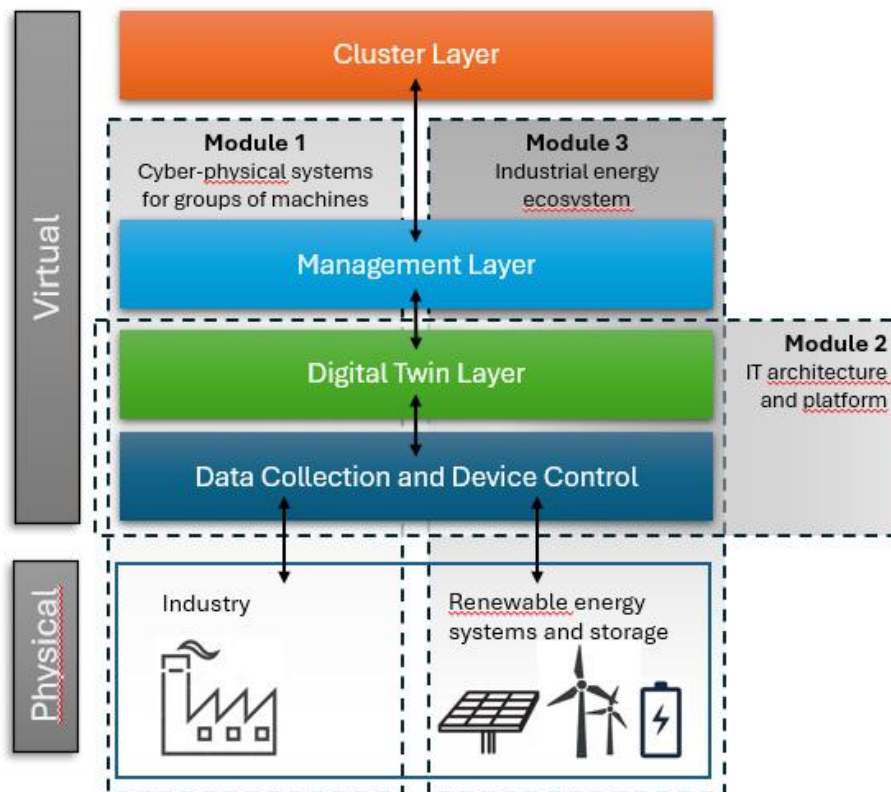 Cluster Layer
Module 1
Cyber-physical systems
for groups of machines
Module 3
Industrial energy
ecosystem
Virtual
Management Layer
Digital Twin Layer
Module 2
IT architecture
and platform
Data Collection and Device Control
Physical
Industry
Renewable energy
systems and storage